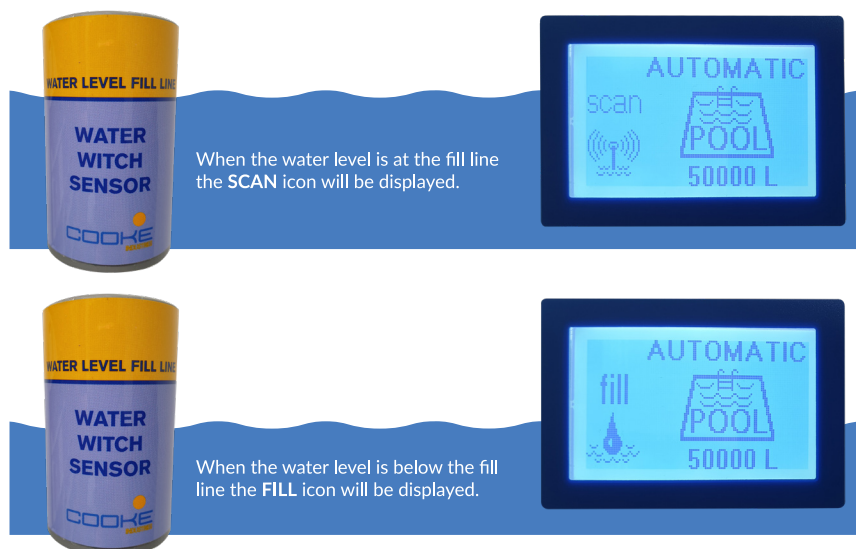 WATER LEVEL FILL LINE
WATER
WITCH
SENSOR
COOKE
When the water level is at the fill line
the SCAN icon will be displayed.
AUTOMATIC
scan
POOL
50000 L
WATER LEVEL FILL LINE
WATER
WITCH
SENSOR
COOKE
When the water level is below the fill
line the FILL icon will be displayed.
AUTOMATIC
fill
POOL
50000 L